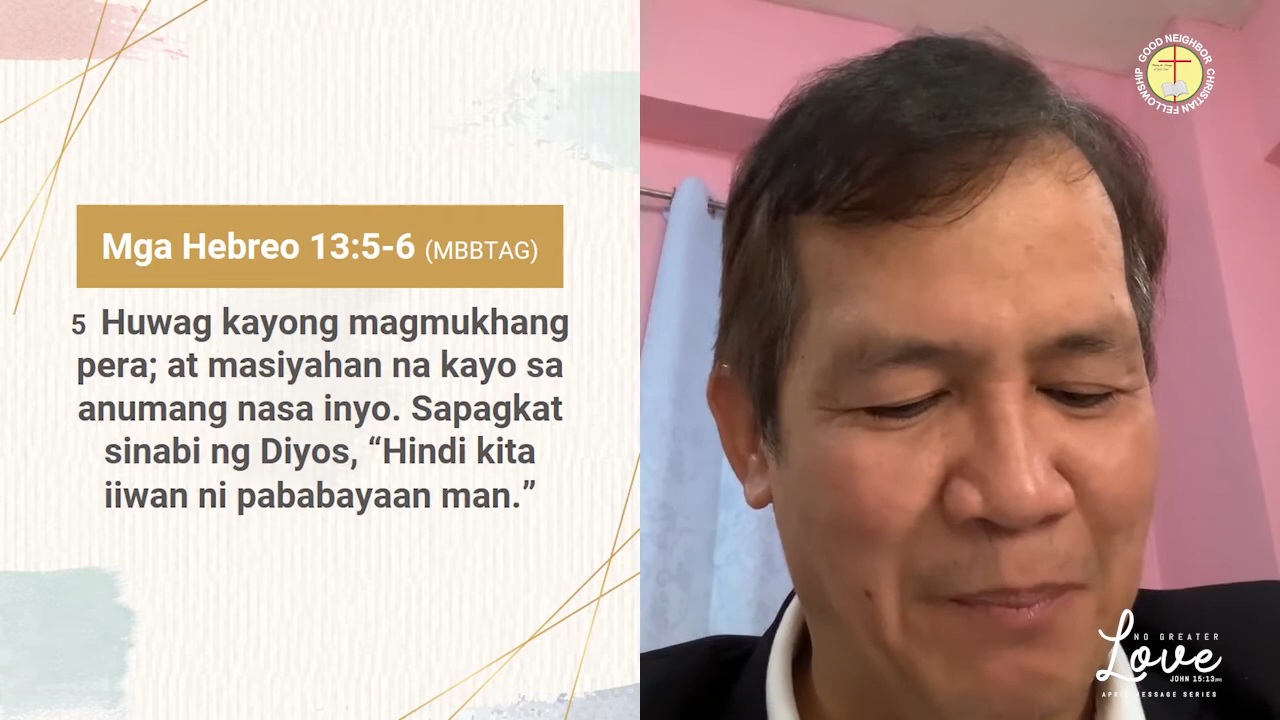 Mga Hebreo 13:5-6 (MBBTAG)
5 Huwag kayong magmukhang
pera; at masiyahan na kayo sa
anumang nasa inyo. Sapagkat
sinabi ng Diyos, “Hindi kita
iiwan ni pababayaan man.”
GOOD NEIGHBOR CHRISTIAN FELLOWSHIP
NO GREATER
Love
JOHN 15:13
APRIL MESSAGE SERIES